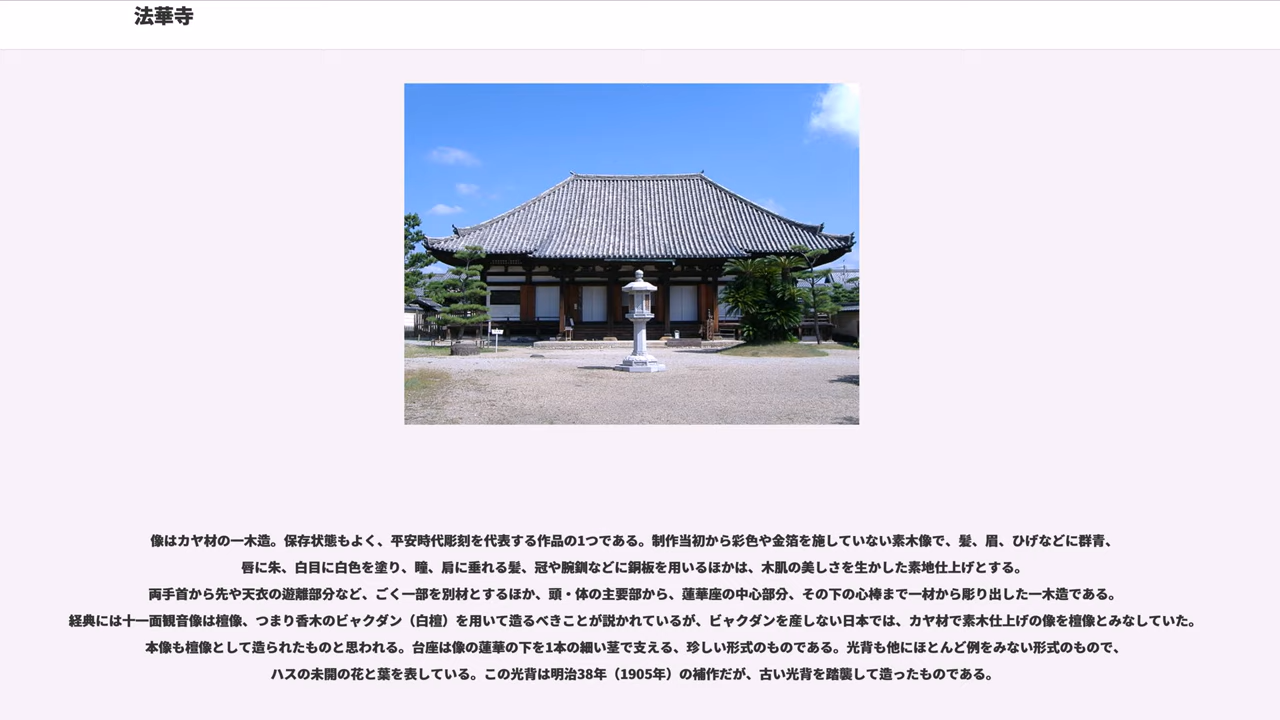 法華寺
像はカヤ材の一木造。保存状態もよく、平安時代彫刻を代表する作品の1つである。制作当初から彩色や金箔を施していない素木像で、髪、眉、ひげなどに群青、
唇に朱、白目に白色を塗り、瞳、肩に垂れる髪、冠や腕釧などに銅板を用いるほかは、木肌の美しさを生かした素地仕上げとする。
両手首から先や天衣の遊離部分など、ごく一部を別材とするほか、頭・体の主要部から、蓮華座の中心部分、その下の心棒まで一材から彫り出した一木造である。
経典には十一面観音像は檀像、つまり香木のビャクダン（白檀）を用いて造るべきことが説かれているが、ビャクダンを産しない日本では、カヤ材で素木仕上げの像を檀像とみなしていた。
本像も檀像として造られたものと思われる。台座は像の蓮華の下を1本の細い茎で支える、珍しい形式のものである。光背も他にほとんど例をみない形式のもので、
ハスの未開の花と葉を表している。この光背は明治38年（1905年）の補作だが、古い光背を踏襲して造ったものである。